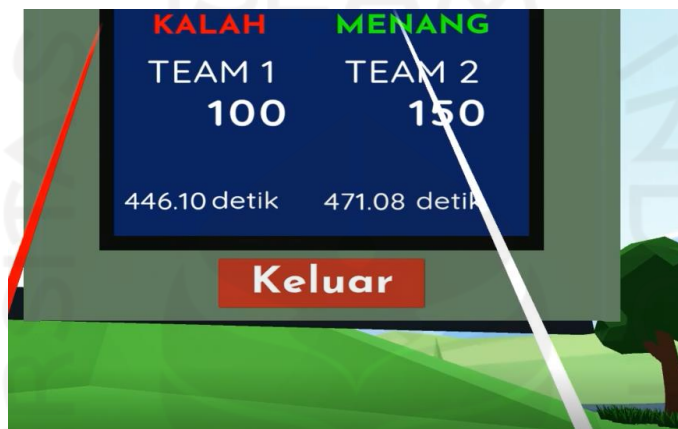 KALAH MENANG
TEAM 1 TEAM 2
100 150
446.10 detik 471.08 detik
Keluar